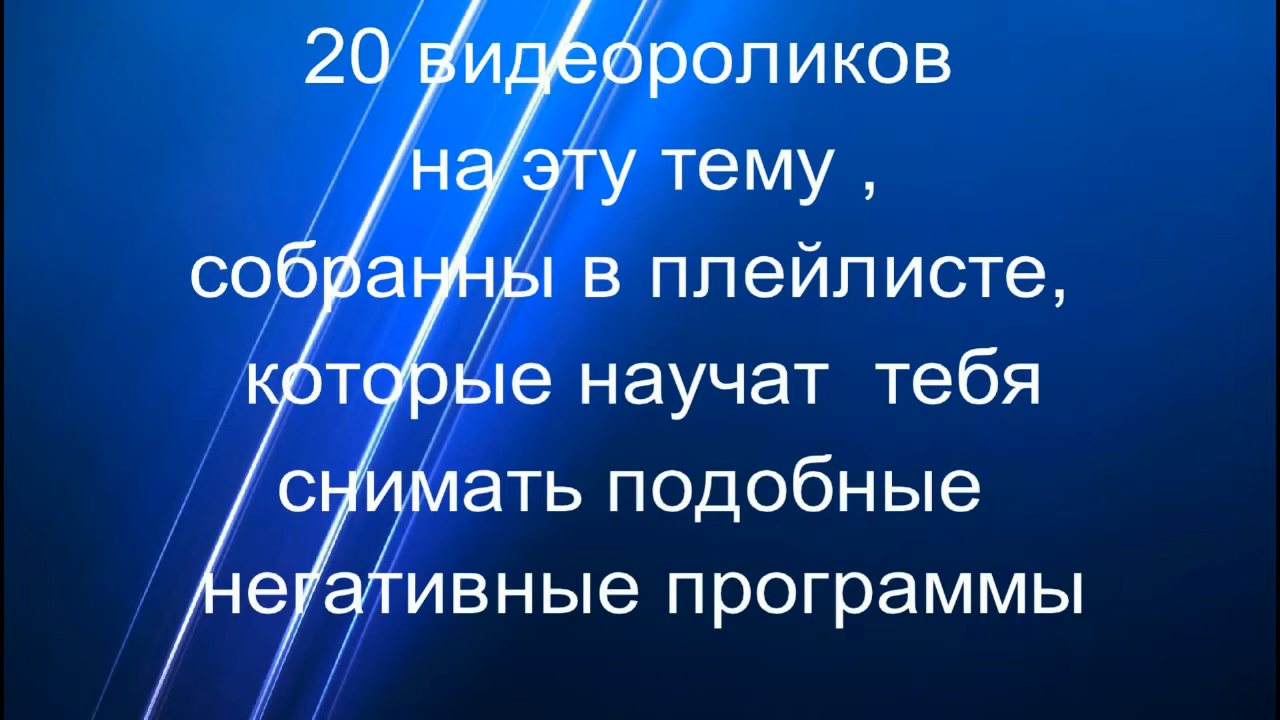 20 видеороликов
на эту тему ,
собранны в плейлисте,
которые научат  тебя
снимать подобные
негативные программы